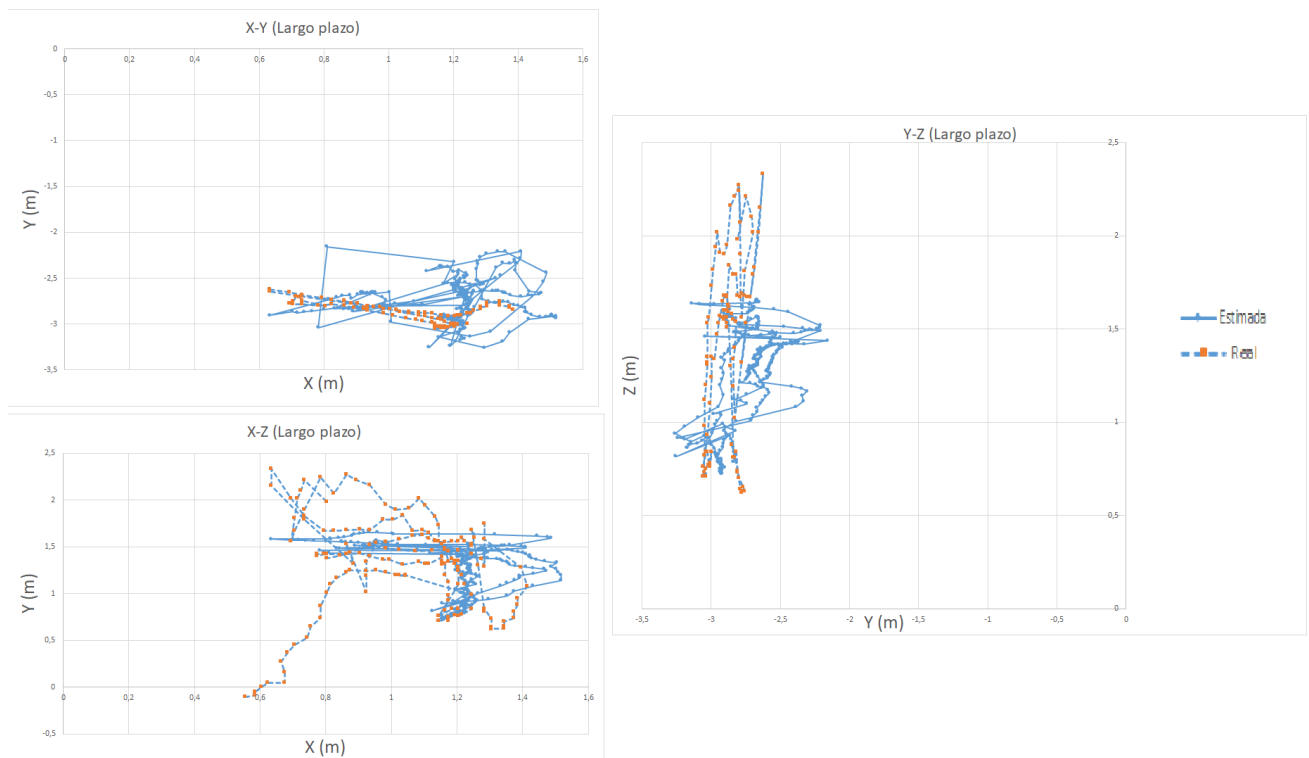 X-Y (Largo plazo)
0
0 0,2 0,4 0,6 0,8 1 1,2 1,4 1,6
-0,5
-1
-1,5
-2
-2,5
-3
-3,5
Y (m)
X (m)
X-Z (Largo plazo)
2,5
2
1,5
1
0,5
0
0 0,2 0,4 0,6 0,8 1 1,2 1,4 1,6
-0,5
Y (m)
X (m)
Y-Z (Largo plazo)
2,5
2
1,5
1
0,5
0
-3,5 -3 -2,5 -2 -1,5 -1 -0,5 0
Z (m)
Y (m)
Estimada
Real